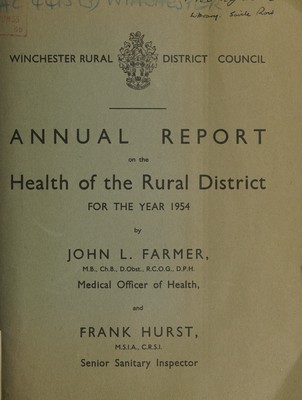 WINCHESTER RURAL DISTRICT COUNCIL
ANNUAL REPORT
on the
Health of the Rural District
FOR THE YEAR 1954
by
JOHN L. FARMER,
M.B., Ch.B., D.Obst., R.C.O.G., D.P.H.
Medical Officer of Health,
and
FRANK HURST,
M.S.I.A., C.R.S.I.
Senior Sanitary Inspector